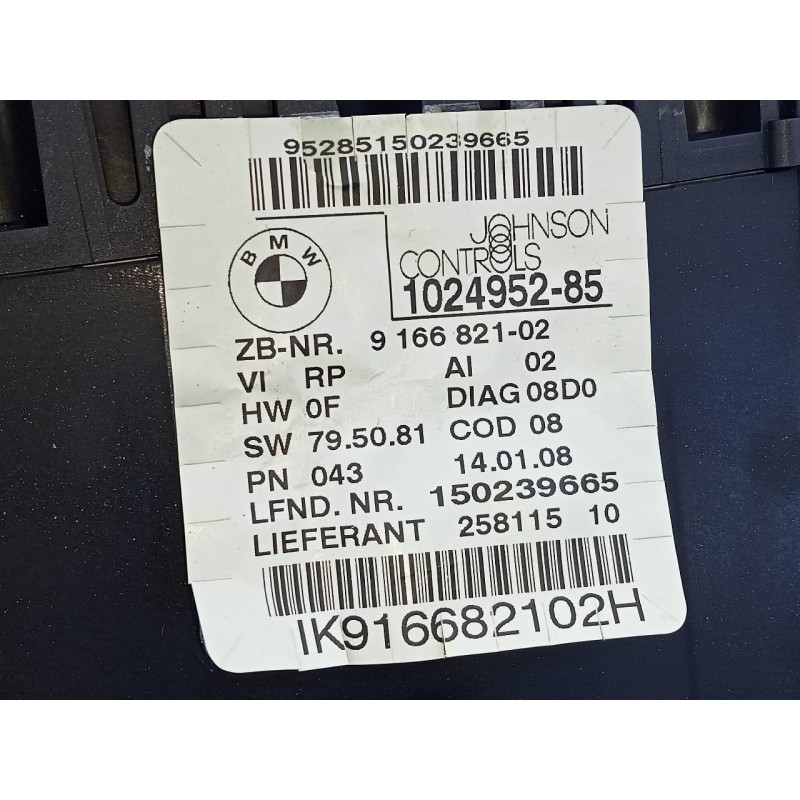 95285150239665
BMW
JOHNSON
CONTROLS
1024952-85
ZB-NR. 9 166 821-02
VI RP AI 02
HW 0F DIAG 08D0
SW 79.50.81 COD 08
PN 043 14.01.08
LFND. NR. 150239665
LIEFERANT 258115 10
IK916682102H